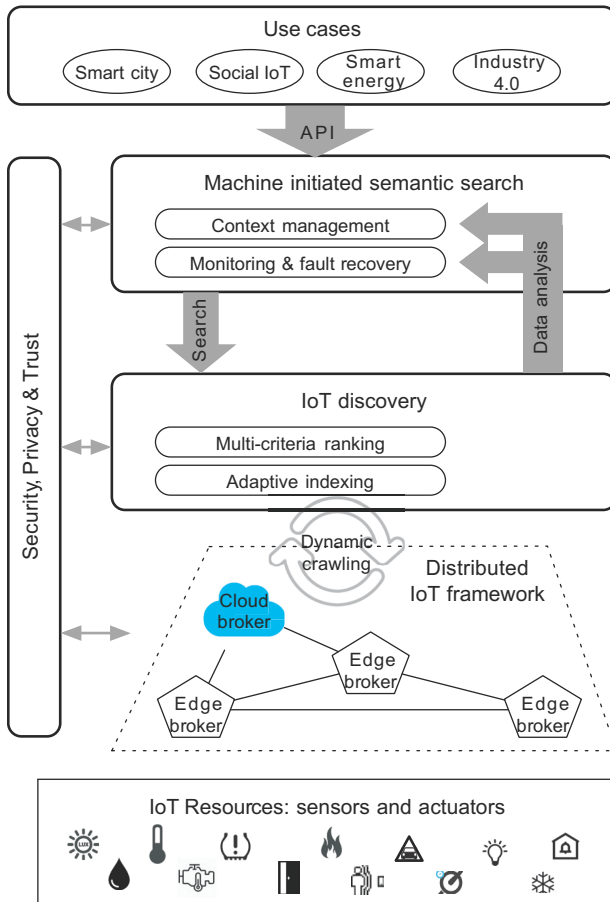 Use cases
Smart city
Social IoT
Smart
energy
Industry
4.0
API
Machine initiated semantic search
Context management
Monitoring & fault recovery
Search
Data analysis
Security, Privacy & Trust
IoT discovery
Multi-criteria ranking
Adaptive indexing
Dynamic
crawling
Distributed
IoT framework
Cloud
broker
Edge
broker
Edge
broker
Edge
broker
IoT Resources: sensors and actuators
LUX